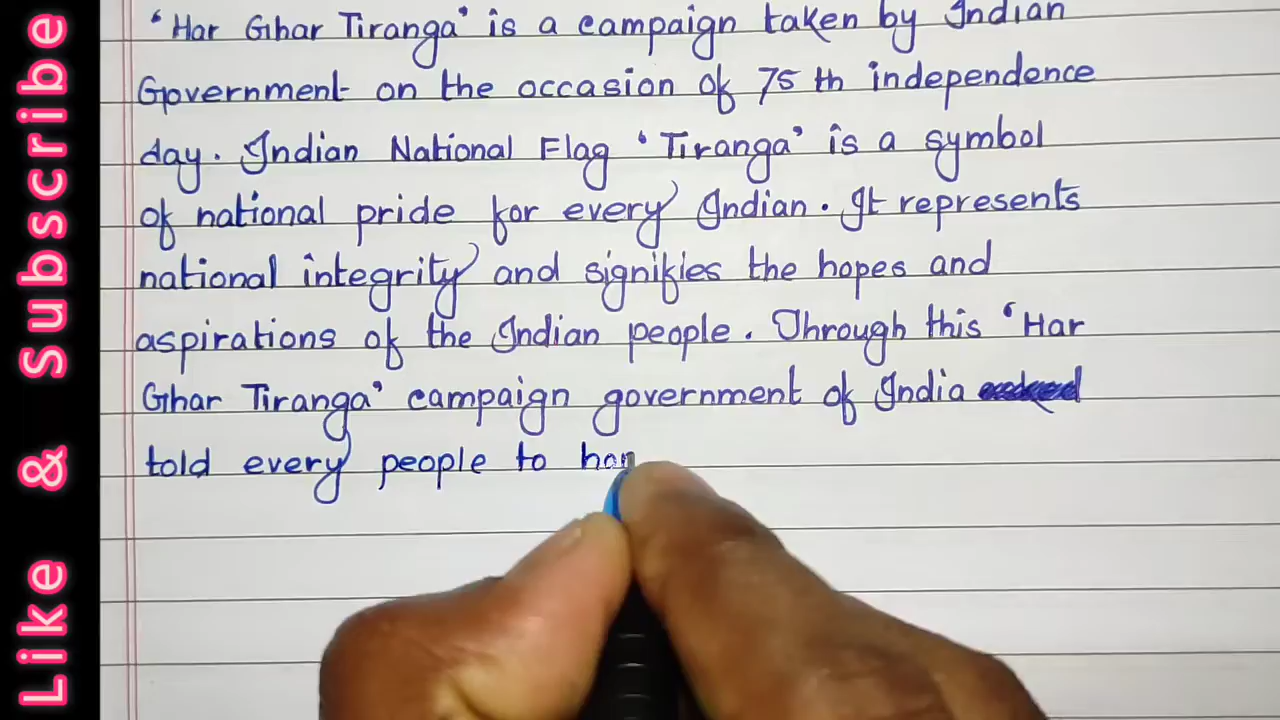 Like & Subscribe
‘Har Ghar Tiranga’ is a campaign taken by Indian
Government on the occasion of 75 th independence
day. Indian National Flag ‘Tiranga’ is a symbol
of national pride for every Indian. It represents
national integrity and signifies the hopes and
aspirations of the Indian people. Through this ‘Har
Ghar Tiranga’ campaign government of India
told every people to